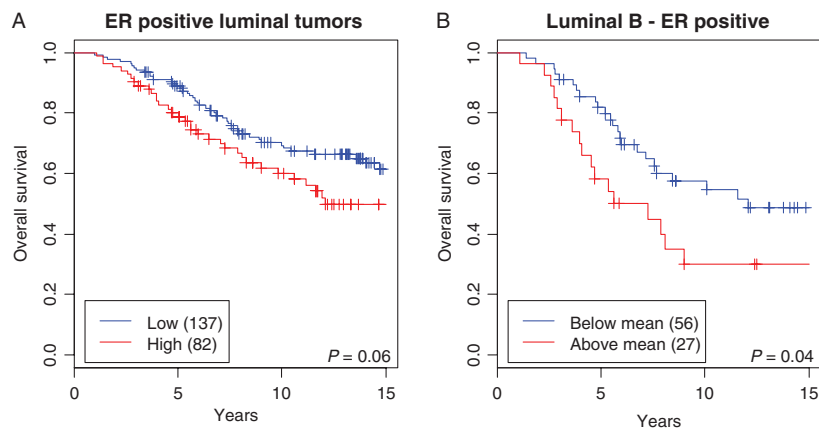 A
ER positive luminal tumors
Overall survival
1.0
0.8
0.6
0.4
0.2
0.0
Low (137)
High (82)
P = 0.06
0 5 10 15
Years
B
Luminal B - ER positive
Overall survival
1.0
0.8
0.6
0.4
0.2
0.0
Below mean (56)
Above mean (27)
P = 0.04
0 5 10 15
Years